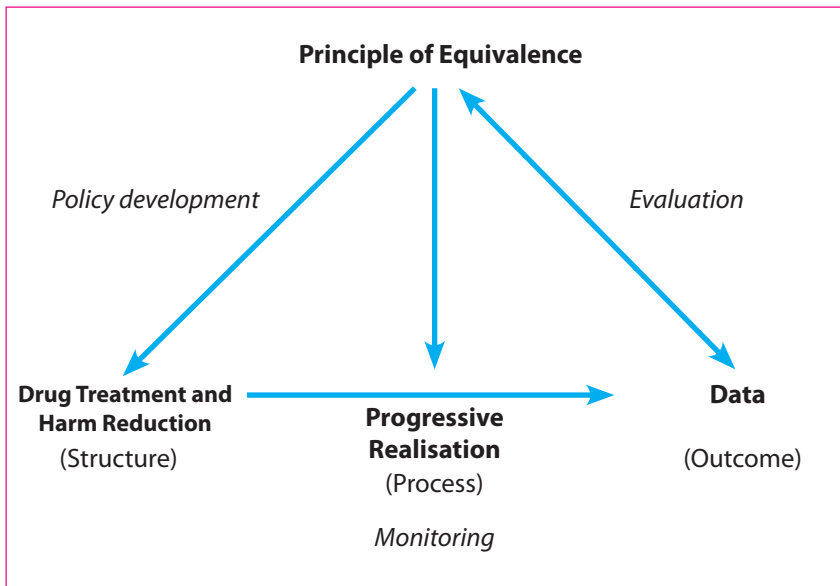 Principle of Equivalence
Policy development
Evaluation
Drug Treatment and
Harm Reduction
(Structure)
Progressive
Realisation
(Process)
Data
(Outcome)
Monitoring